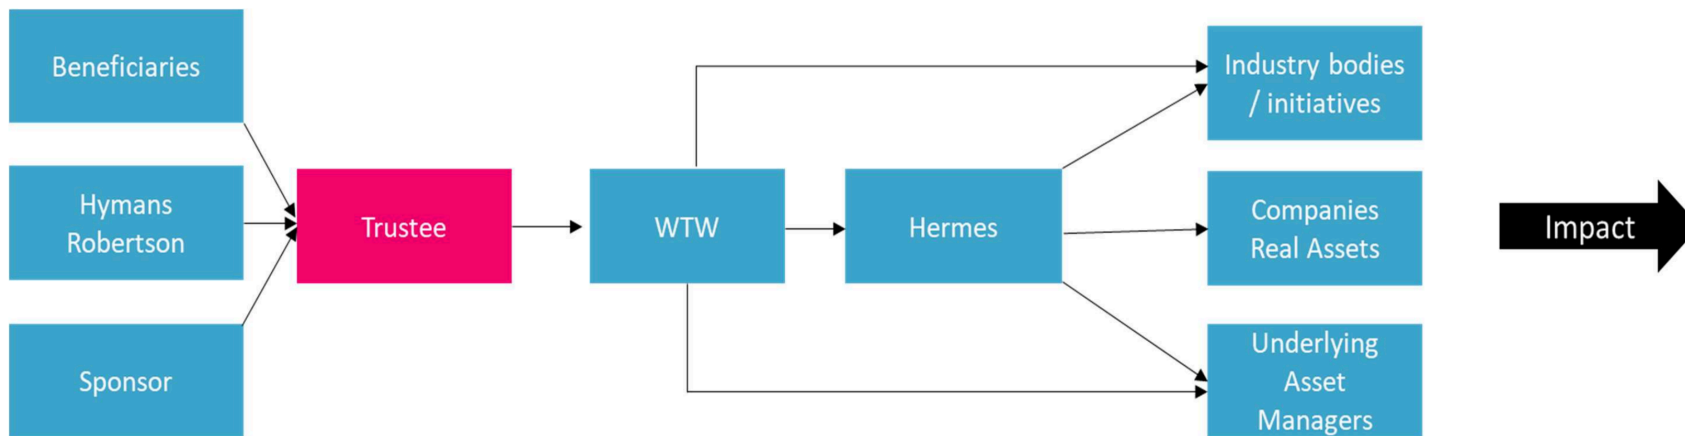 Beneficiaries
Hymans
Robertson
Sponsor
Trustee
WTW
Hermes
Industry bodies
/ initiatives
Companies
Real Assets
Underlying
Asset
Managers
Impact